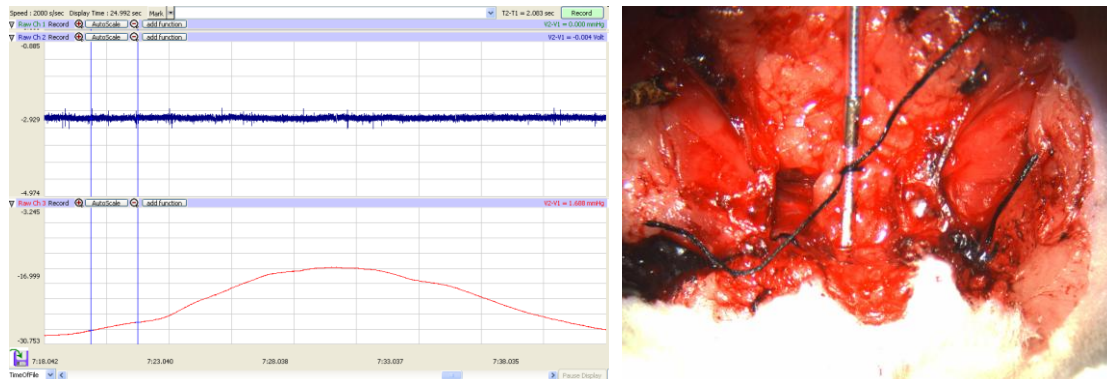 Speed : 2000 s/sec Display Time : 24.992 sec Mark T2-T1 = 2.083 sec Record
Raw Ch 1 Record AutoScale add function V2-V1 = 0.000 mmHg
Raw Ch 2 Record AutoScale add function V2-V1 = -0.004 Volt
-0.885
-2.929
-4.974
Raw Ch 3 Record AutoScale add function V2-V1 = 1.688 mmHg
-3.245
-16.999
-30.753
7:18.042 7:23.040 7:28.038 7:33.037 7:38.035
TimeOfFile Pause Display